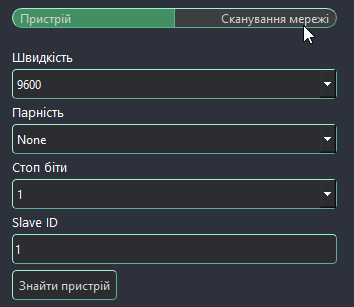 Пристрій Сканування мережі
Швидкість
9600
Парність
None
Стоп біти
1
Slave ID
1
Знайти пристрій